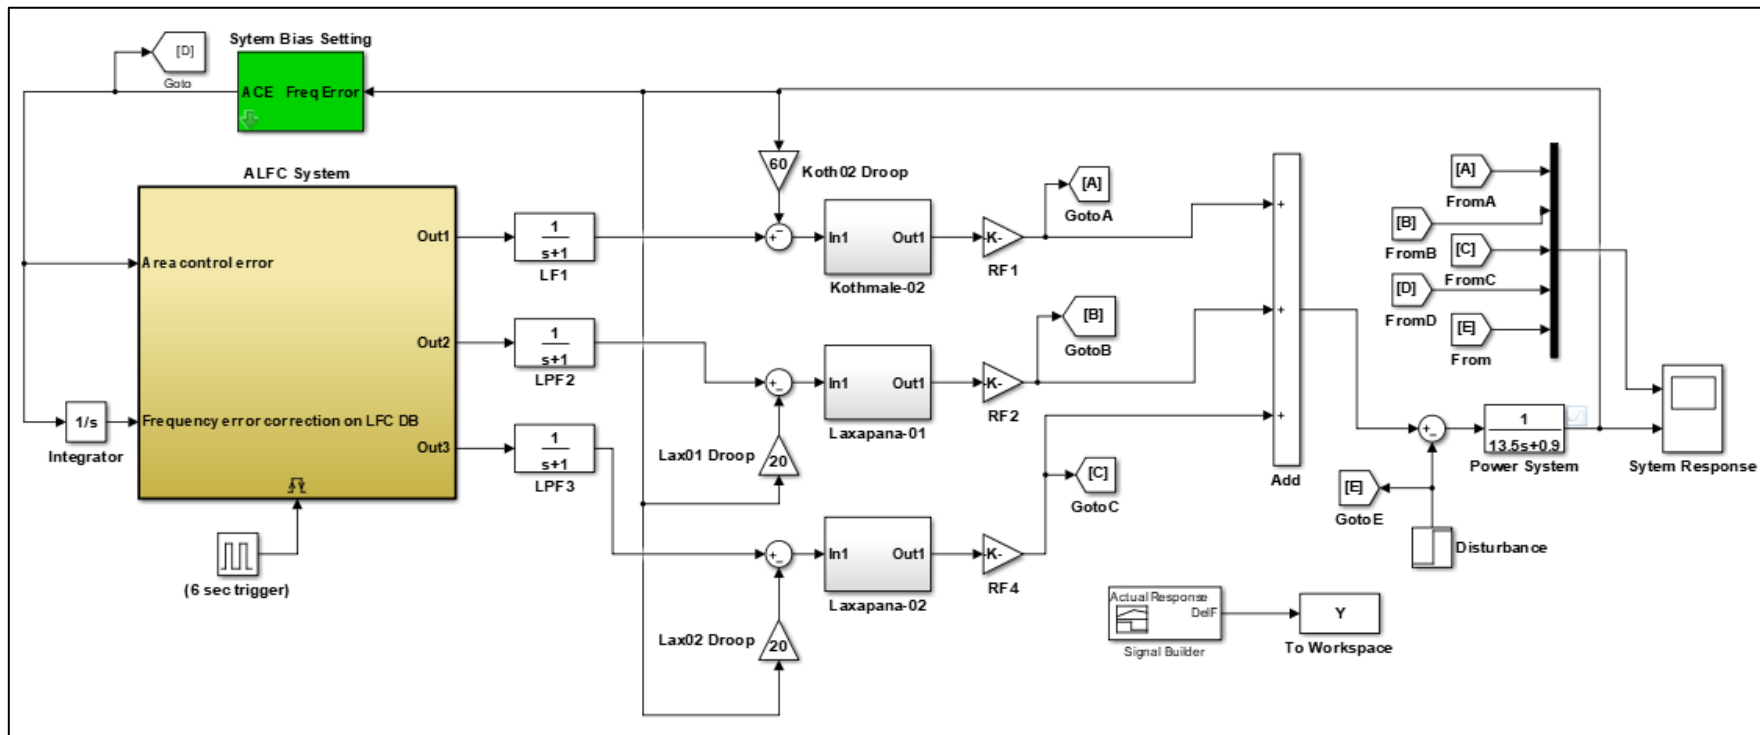 Sytem Bias Setting
[D]
Goto
ACE
Freq Error
ALFC System
Area control error
Frequency error correction on LFC DB
Out1
Out2
Out3
1/s
Integrator
(6 sec trigger)
1
s+1
LF1
1
s+1
LPF2
1
s+1
LPF3
60
Koth02 Droop
+
−
In1
Out1
Kothmale-02
-K-
RF1
[A]
GotoA
+
−
20
Lax01 Droop
In1
Out1
Laxapana-01
-K-
RF2
[B]
GotoB
+
−
20
Lax02 Droop
In1
Out1
Laxapana-02
-K-
RF4
[C]
GotoC
+
+
+
Add
[A]
FromA
[B]
FromB
[C]
FromC
[D]
FromD
[E]
From
+
−
1
13.5s+0.9
Power System
[E]
GotoE
Disturbance
Sytem Response
Actual Response
DelF
Signal Builder
Y
To Workspace